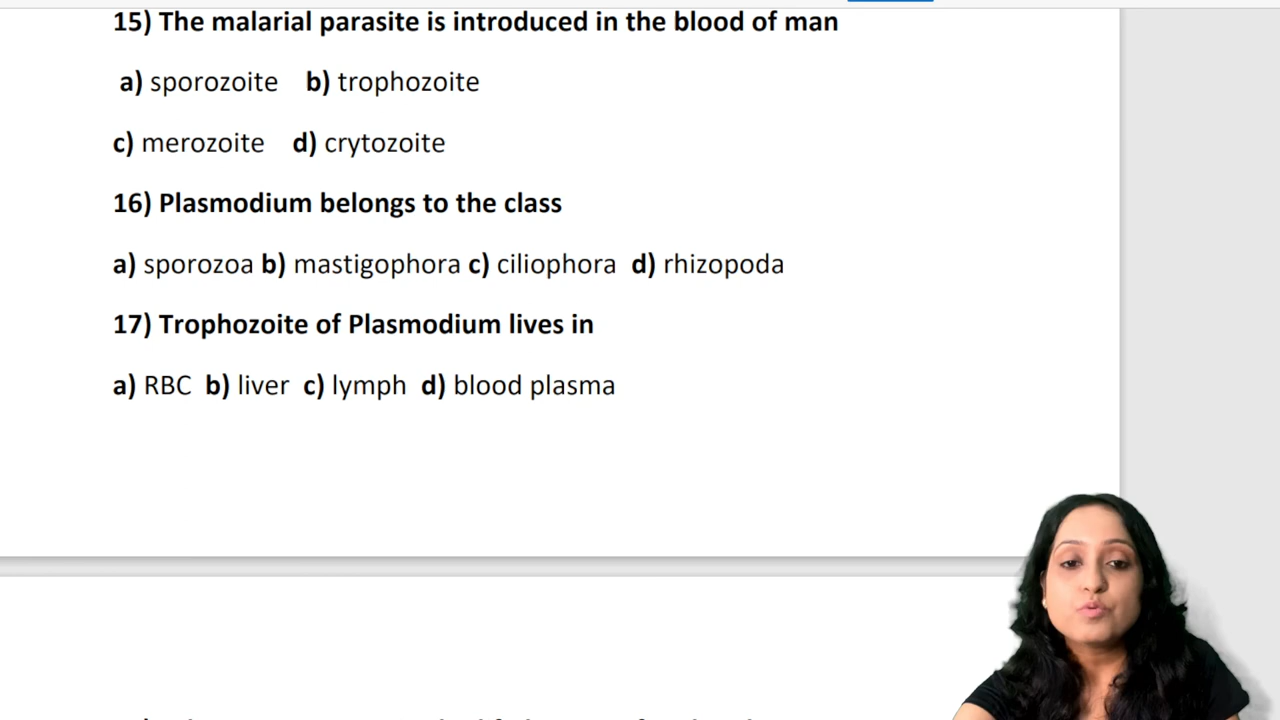 15) The malarial parasite is introduced in the blood of man
a) sporozoite b) trophozoite
c) merozoite d) crytozoite
16) Plasmodium belongs to the class
a) sporozoa b) mastigophora c) ciliophora d) rhizopoda
17) Trophozoite of Plasmodium lives in
a) RBC b) liver c) lymph d) blood plasma